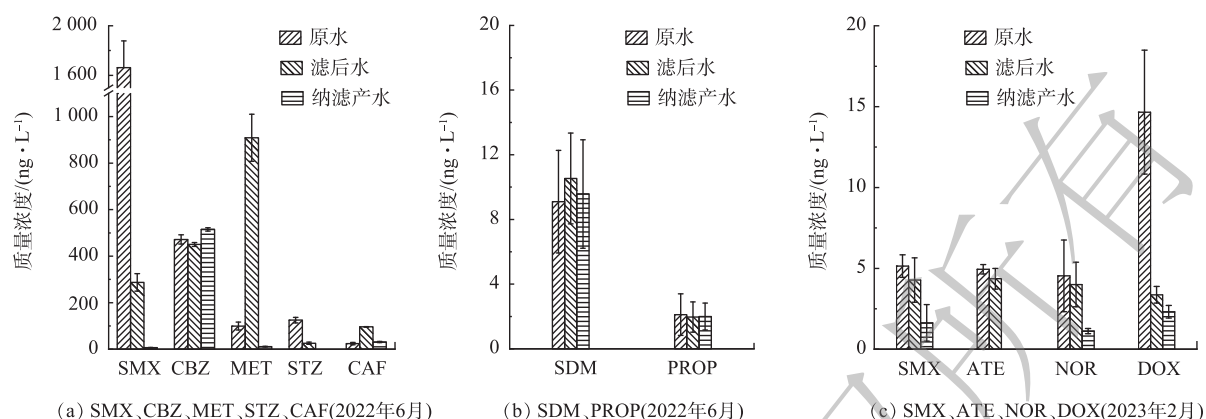 2 000
1 600
1 000
800
600
400
200
0
质量浓度/(ng·L⁻¹)
原水
滤后水
纳滤产水
SMX CBZ MET STZ CAF
(a) SMX、CBZ、MET、STZ、CAF(2022年6月)
20
16
12
8
4
0
质量浓度/(ng·L⁻¹)
原水
滤后水
纳滤产水
SDM PROP
(b) SDM、PROP(2022年6月)
20
15
10
5
0
质量浓度/(ng·L⁻¹)
原水
滤后水
纳滤产水
SMX ATE NOR DOX
(c) SMX、ATE、NOR、DOX(2023年2月)
所有